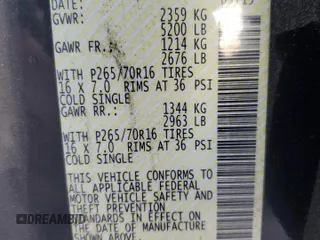 DATE:
GVWR: 2359 KG
5200 LB
GAWR FR.: 1214 KG
2676 LB
WITH P265/70R16 TIRES
16 X 7.0 RIMS AT 36 PSI
COLD SINGLE
GAWR RR.: 1344 KG
2963 LB
WITH P265/70R16 TIRES
16 X 7.0 RIMS AT 36 PSI
COLD SINGLE
THIS VEHICLE CONFORMS TO
ALL APPLICABLE FEDERAL
MOTOR VEHICLE SAFETY AND
THEFT PREVENTION
STANDARDS IN EFFECT ON
THE DATE OF MANUFACTURE
SHOWN ABOVE.
DREAMBID